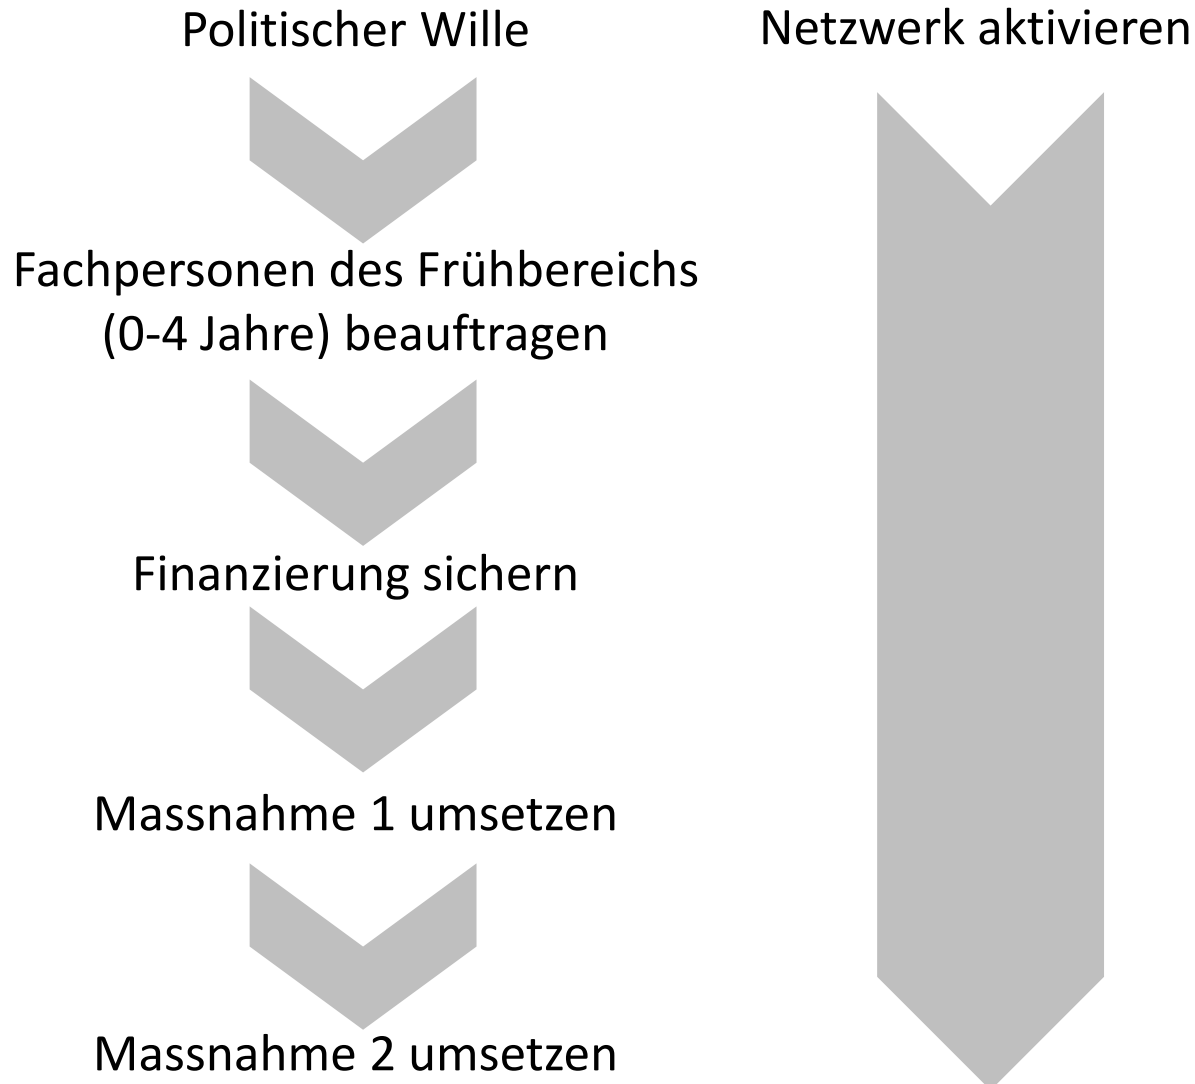 Politischer Wille
Netzwerk aktivieren
Fachpersonen des Frühbereichs
(0-4 Jahre) beauftragen
Finanzierung sichern
Massnahme 1 umsetzen
Massnahme 2 umsetzen